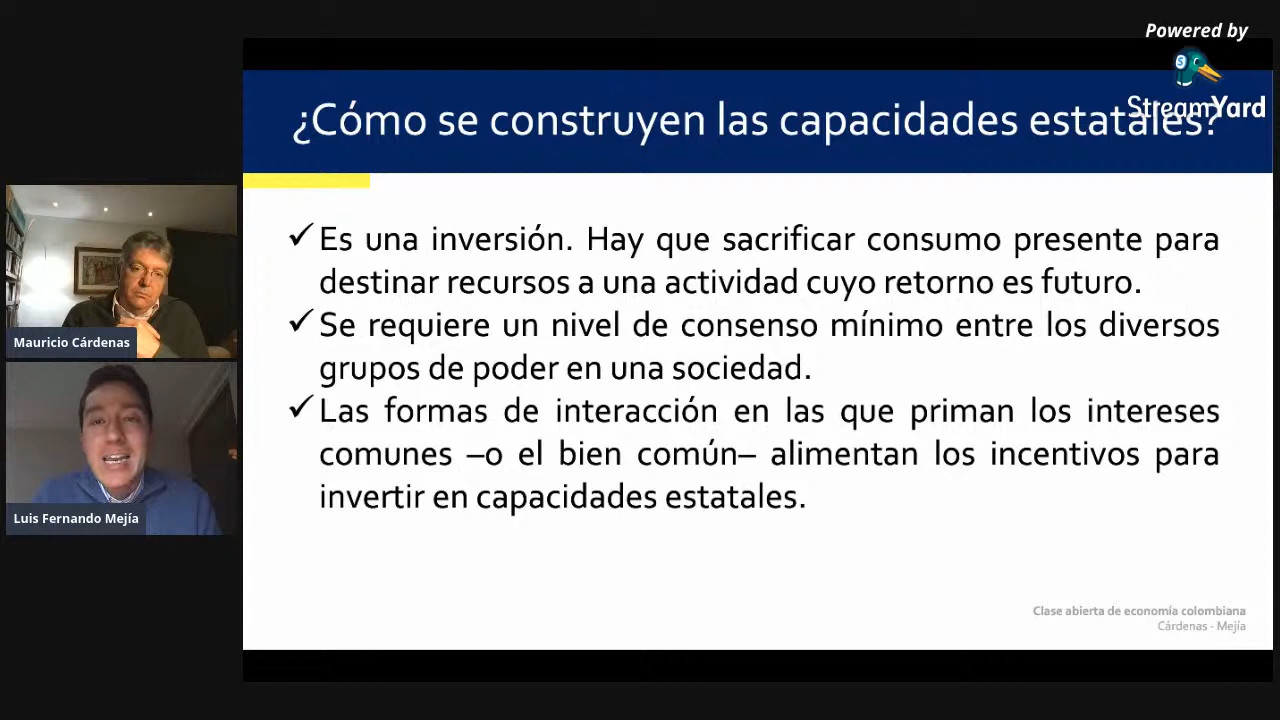 Powered by
StreamYard
¿Cómo se construyen las capacidades estatales?
✓Es una inversión. Hay que sacrificar consumo presente para
destinar recursos a una actividad cuyo retorno es futuro.
✓Se requiere un nivel de consenso mínimo entre los diversos
grupos de poder en una sociedad.
✓Las formas de interacción en las que priman los intereses
comunes –o el bien común– alimentan los incentivos para
invertir en capacidades estatales.
Mauricio Cárdenas
Luis Fernando Mejía
Clase abierta de economía colombiana
Cárdenas - Mejía